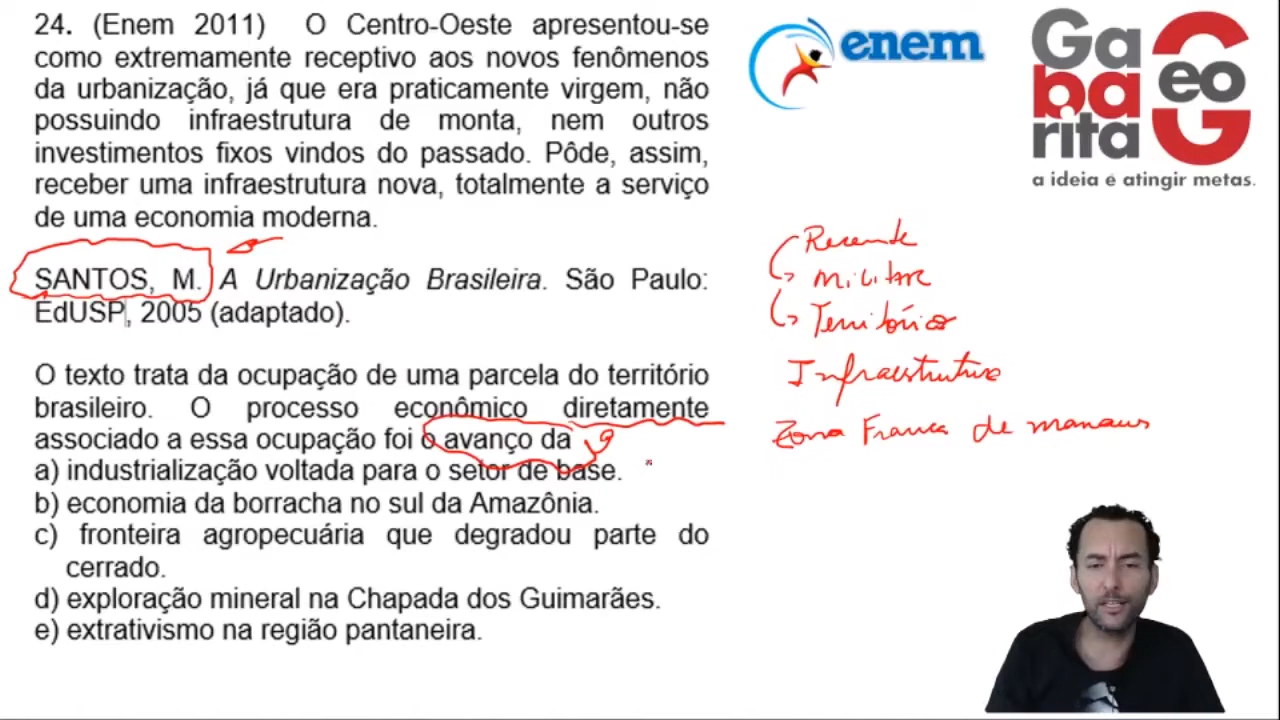 24. (Enem 2011) O Centro-Oeste apresentou-se
como extremamente receptivo aos novos fenômenos
da urbanização, já que era praticamente virgem, não
possuindo infraestrutura de monta, nem outros
investimentos fixos vindos do passado. Pôde, assim,
receber uma infraestrutura nova, totalmente a serviço
de uma economia moderna.
SANTOS, M. A Urbanização Brasileira. São Paulo:
EdUSP, 2005 (adaptado).
O texto trata da ocupação de uma parcela do território
brasileiro. O processo econômico diretamente
associado a essa ocupação foi o avanço da
a) industrialização voltada para o setor de base.
b) economia da borracha no sul da Amazônia.
c) fronteira agropecuária que degradou parte do
cerrado.
d) exploração mineral na Chapada dos Guimarães.
e) extrativismo na região pantaneira.
enem
Ga
ba
rita
Geo
a ideia é atingir metas.
Recente
Militar
Territórios
Infraestrutura
Zona Franca de manaus